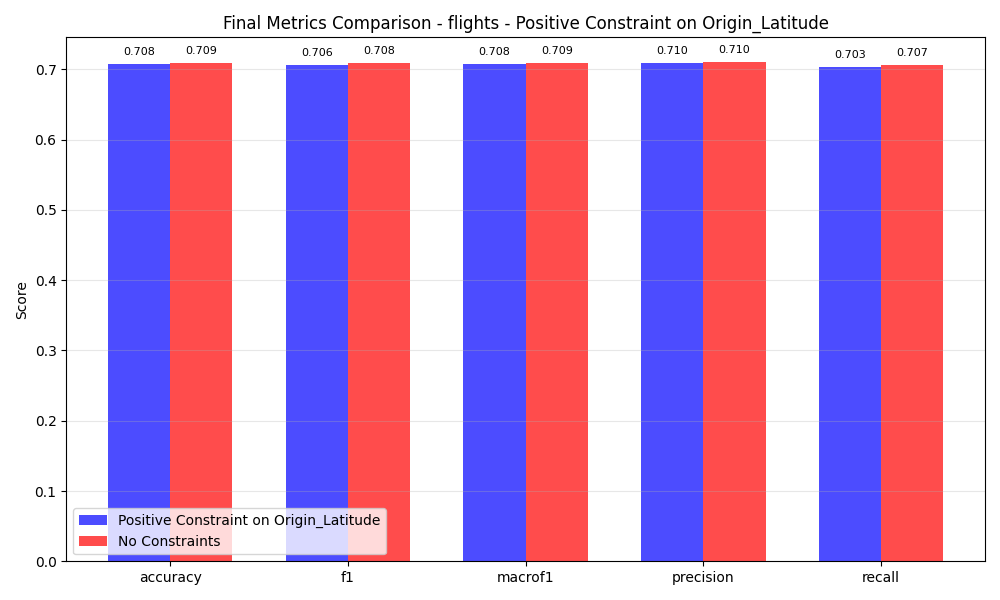 Final Metrics Comparison - flights - Positive Constraint on Origin_Latitude
0.708 0.709 0.706 0.708 0.708 0.709 0.710 0.710 0.703 0.707
0.7
0.6
0.5
0.4
0.3
0.2
0.1
0.0
Score
Positive Constraint on Origin_Latitude
No Constraints
accuracy f1 macrof1 precision recall